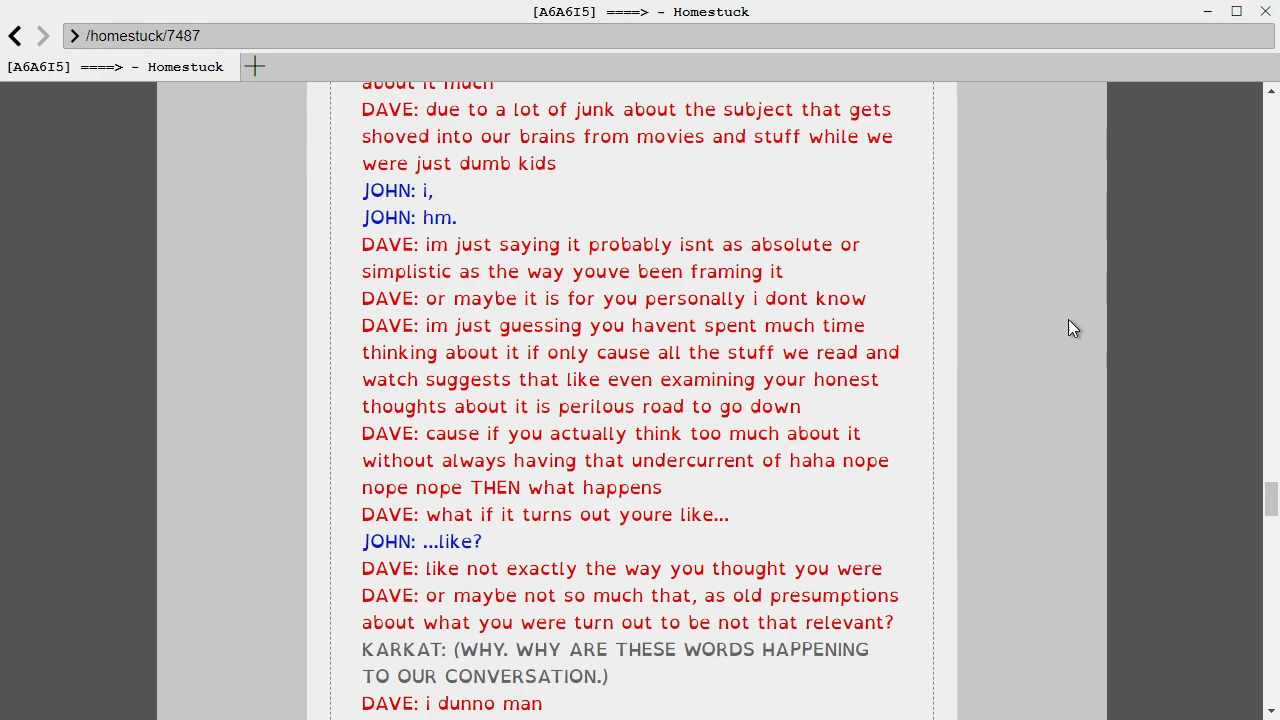 [A6A6I5] ====> - Homestuck
/homestuck/7487
[A6A6I5] ====> - Homestuck
about it much
DAVE: due to a lot of junk about the subject that gets
shoved into our brains from movies and stuff while we
were just dumb kids
JOHN: i,
JOHN: hm.
DAVE: im just saying it probably isnt as absolute or
simplistic as the way youve been framing it
DAVE: or maybe it is for you personally i dont know
DAVE: im just guessing you havent spent much time
thinking about it if only cause all the stuff we read and
watch suggests that like even examining your honest
thoughts about it is perilous road to go down
DAVE: cause if you actually think too much about it
without always having that undercurrent of haha nope
nope nope THEN what happens
DAVE: what if it turns out youre like...
JOHN: ...like?
DAVE: like not exactly the way you thought you were
DAVE: or maybe not so much that, as old presumptions
about what you were turn out to be not that relevant?
KARKAT: (WHY. WHY ARE THESE WORDS HAPPENING
TO OUR CONVERSATION.)
DAVE: i dunno man